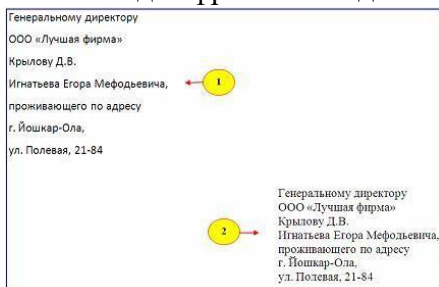 Генеральному директору
ООО «Лучшая фирма»
Крылову Д.В.
Игнатьева Егора Мефодьевича,
1
проживающего по адресу
г. Йошкар-Ола,
ул. Полевая, 21-84
2
Генеральному директору
ООО «Лучшая фирма»
Крылову Д.В.
Игнатьева Егора Мефодьевича,
проживающего по адресу
г. Йошкар-Ола,
ул. Полевая, 21-84